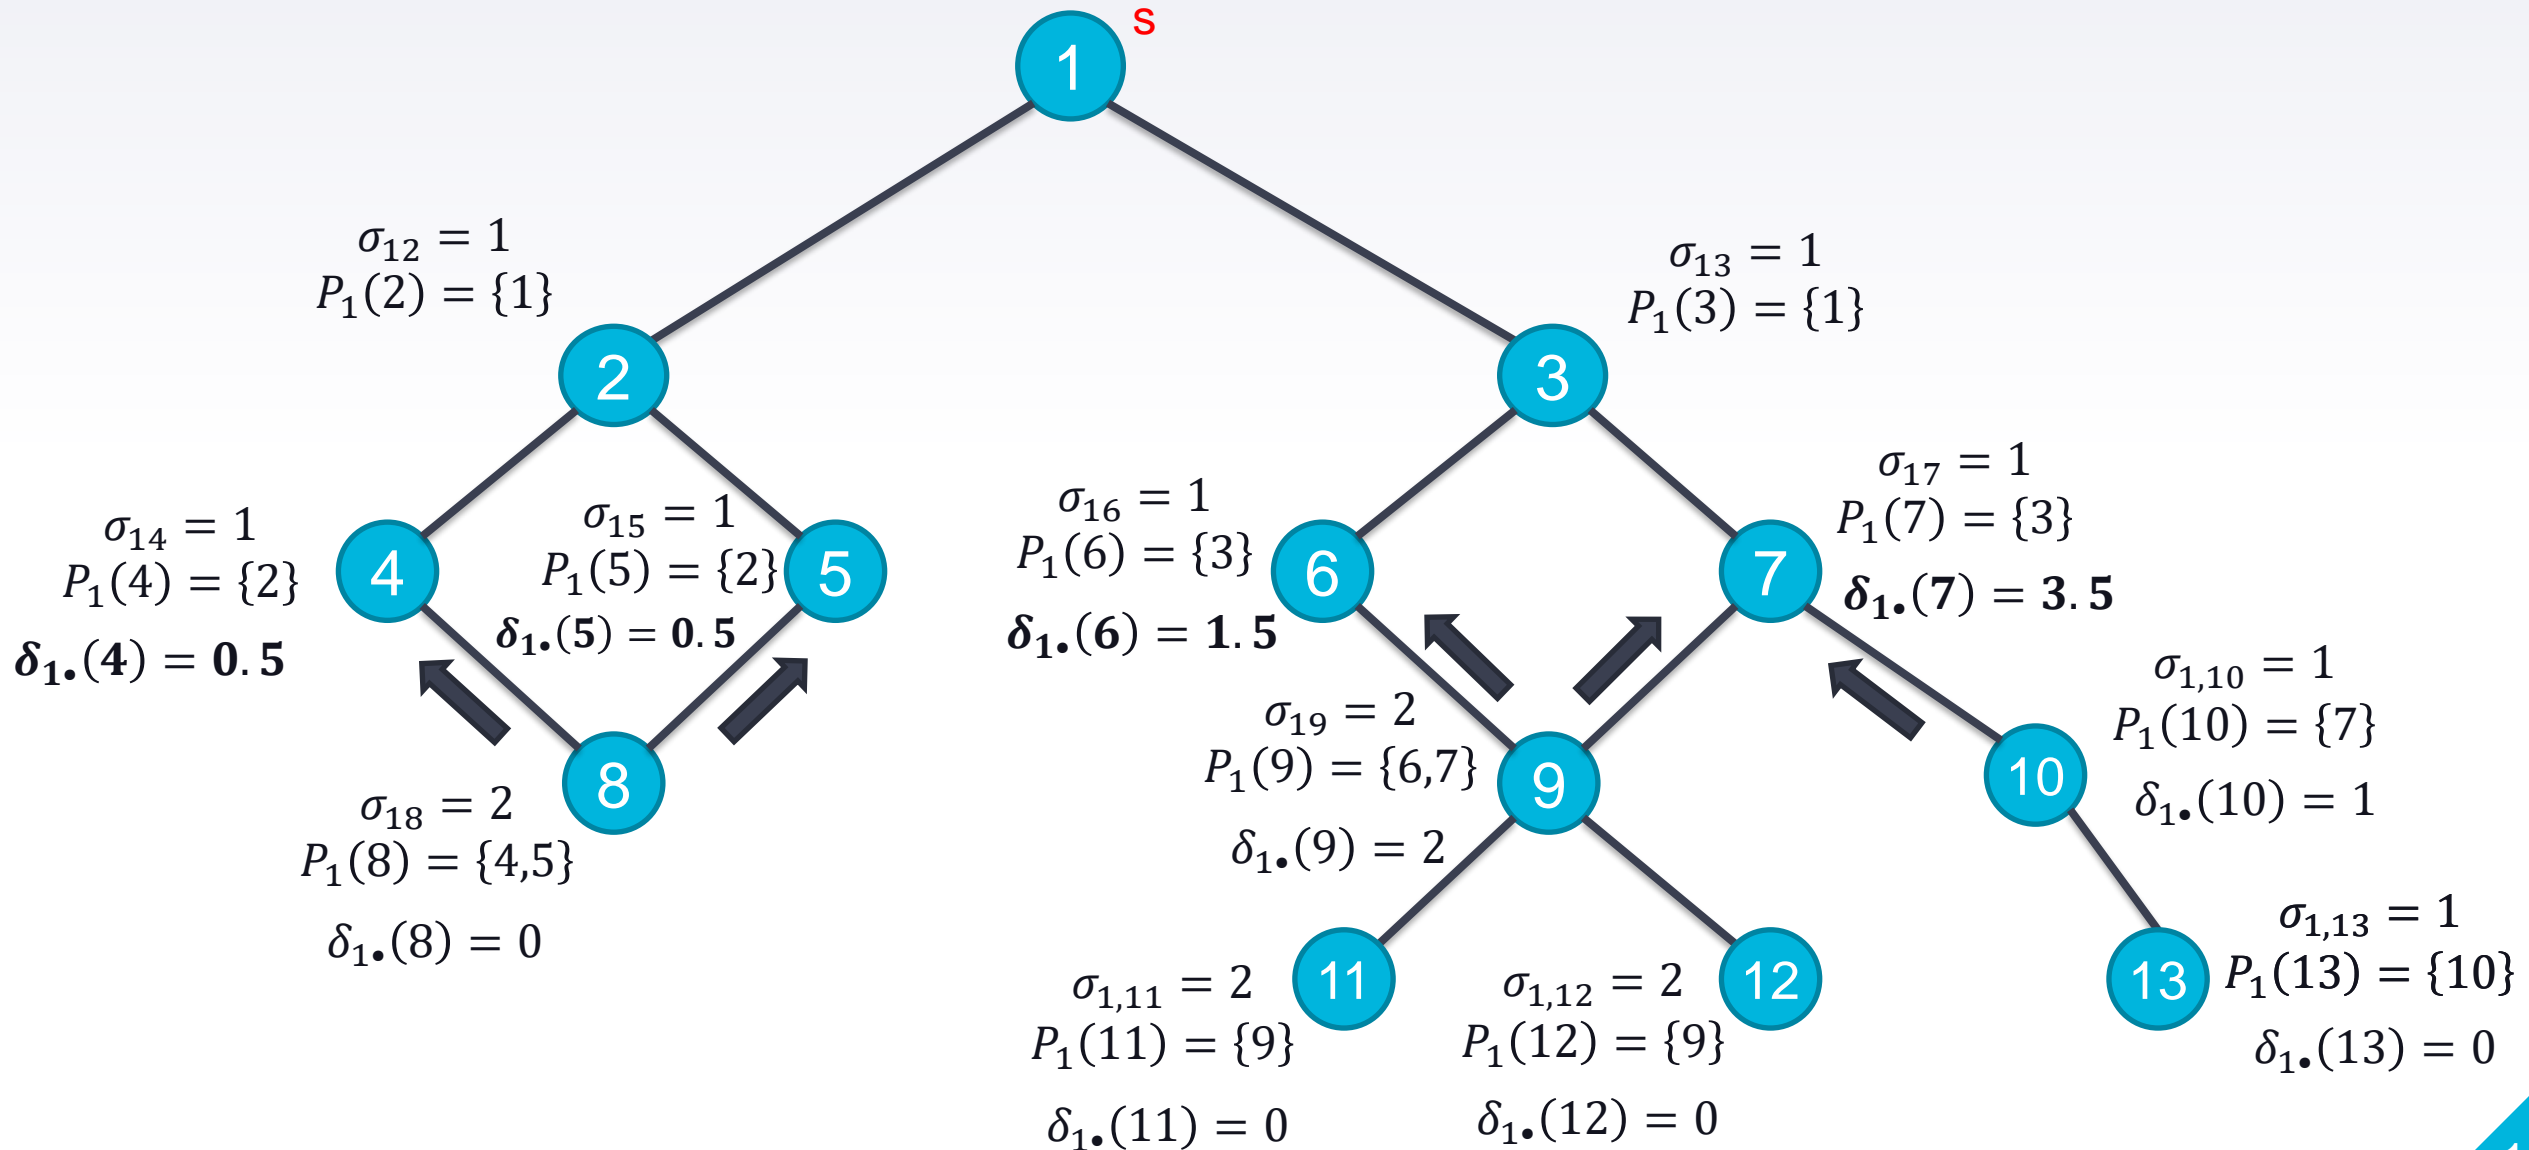 1
s
σ₁₂ = 1
P₁(2) = {1}
σ₁₃ = 1
P₁(3) = {1}
2
3
σ₁₄ = 1
P₁(4) = {2}
δ₁•(4) = 0.5
4
σ₁₅ = 1
P₁(5) = {2}
δ₁•(5) = 0.5
5
σ₁₆ = 1
P₁(6) = {3}
δ₁•(6) = 1.5
6
7
σ₁₇ = 1
P₁(7) = {3}
δ₁•(7) = 3.5
σ₁₈ = 2
P₁(8) = {4,5}
δ₁•(8) = 0
8
σ₁₉ = 2
P₁(9) = {6,7}
δ₁•(9) = 2
9
10
σ₁,₁₀ = 1
P₁(10) = {7}
δ₁•(10) = 1
σ₁,₁₁ = 2
P₁(11) = {9}
δ₁•(11) = 0
11
σ₁,₁₂ = 2
P₁(12) = {9}
δ₁•(12) = 0
12
13
σ₁,₁₃ = 1
P₁(13) = {10}
δ₁•(13) = 0